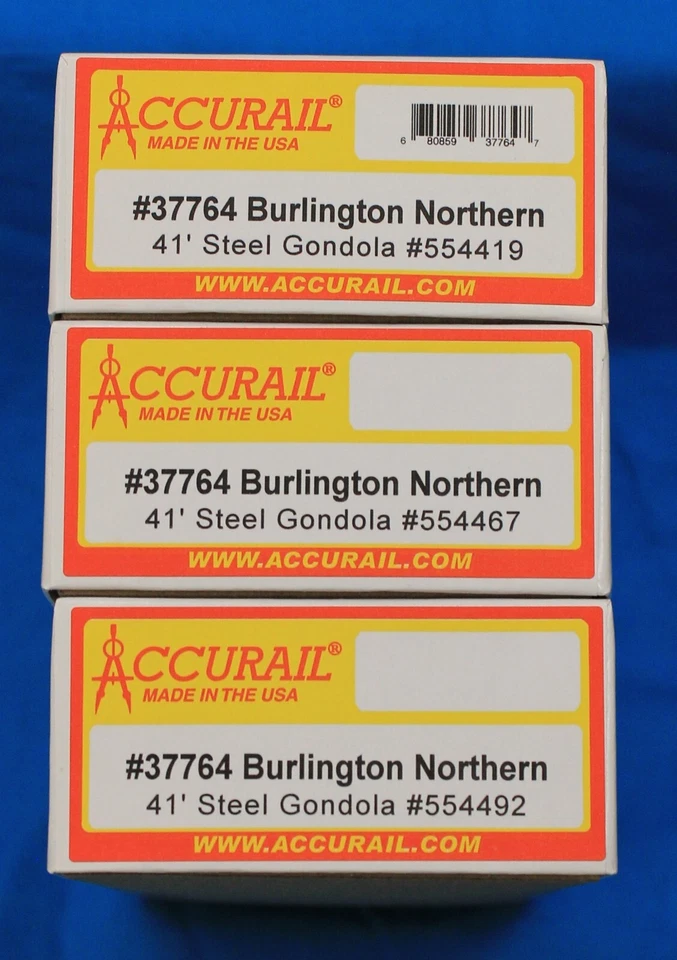 ACCURAIL®
MADE IN THE USA
6 80859 37764 7
#37764 Burlington Northern
41' Steel Gondola #554419
WWW.ACCURAIL.COM
ACCURAIL®
MADE IN THE USA
#37764 Burlington Northern
41' Steel Gondola #554467
WWW.ACCURAIL.COM
ACCURAIL®
MADE IN THE USA
#37764 Burlington Northern
41' Steel Gondola #554492
WWW.ACCURAIL.COM